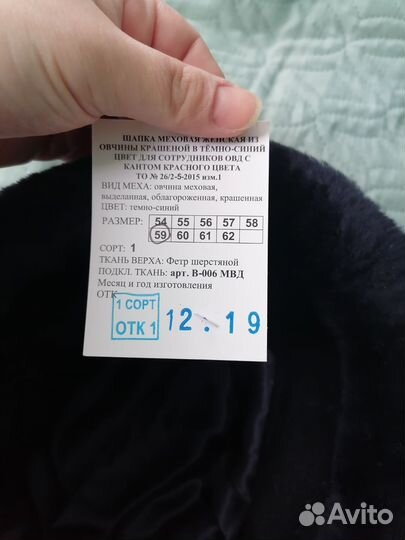 ШАПКА МЕХОВАЯ ЖЕНСКАЯ ИЗ
ОВЧИНЫ КРАШЕНОЙ В ТЁМНО-СИНИЙ
ЦВЕТ ДЛЯ СОТРУДНИКОВ ОВД С
КАНТОМ КРАСНОГО ЦВЕТА
ТО № 26/2-5-2015 изм.1
ВИД МЕХА: овчина меховая,
выделанная, облагороженная, крашенная
ЦВЕТ: темно-синий
РАЗМЕР: 54 55 56 57 58
59 60 61 62
СОРТ: 1
ТКАНЬ ВЕРХА: Фетр шерстяной
ПОДКЛ. ТКАНЬ: арт. В-006 МВД
Месяц и год изготовления
ОТК
1 СОРТ
ОТК 1
12.19
Avito